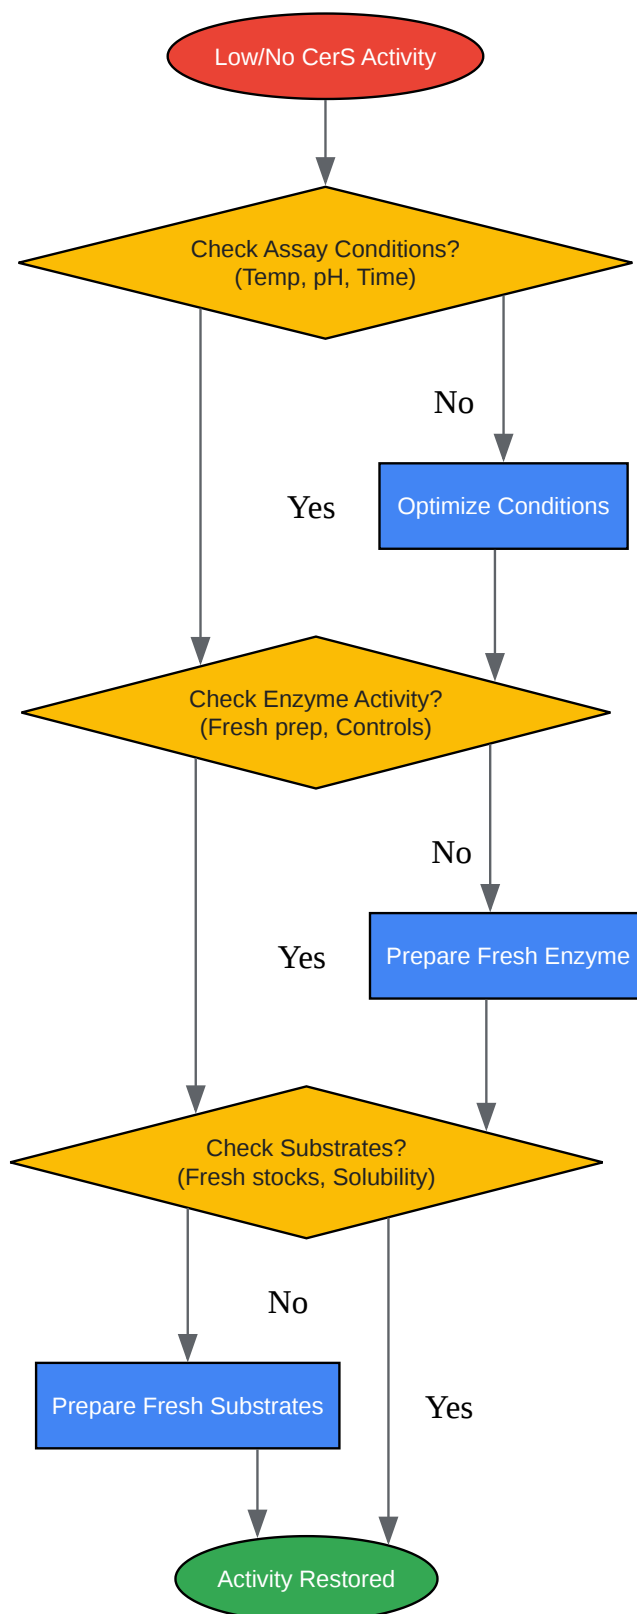 Low/No CerS Activity
Check Assay Conditions?
(Temp, pH, Time)
No
Yes
Optimize Conditions
Check Enzyme Activity?
(Fresh prep, Controls)
No
Yes
Prepare Fresh Enzyme
Check Substrates?
(Fresh stocks, Solubility)
No
Prepare Fresh Substrates
Yes
Activity Restored